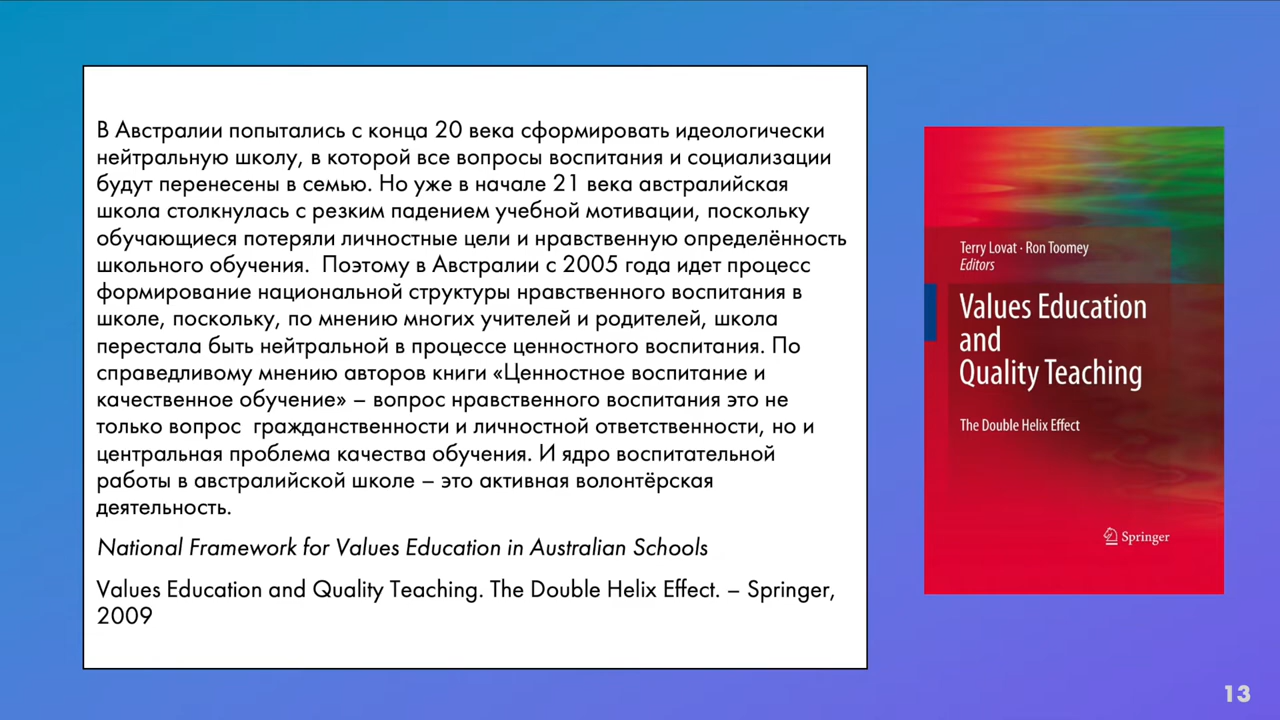 В Австралии попытались с конца 20 века сформировать идеологически
нейтральную школу, в которой все вопросы воспитания и социализации
будут перенесены в семью. Но уже в начале 21 века австралийская
школа столкнулась с резким падением учебной мотивации, поскольку
обучающиеся потеряли личностные цели и нравственную определённость
школьного обучения.  Поэтому в Австралии с 2005 года идет процесс
формирование национальной структуры нравственного воспитания в
школе, поскольку, по мнению многих учителей и родителей, школа
перестала быть нейтральной в процессе ценностного воспитания. По
справедливому мнению авторов книги «Ценностное воспитание и
качественное обучение» – вопрос нравственного воспитания это не
только вопрос  гражданственности и личностной ответственности, но и
центральная проблема качества обучения. И ядро воспитательной
работы в австралийской школе – это активная волонтёрская
деятельность.
National Framework for Values Education in Australian Schools
Values Education and Quality Teaching. The Double Helix Effect. – Springer,
2009
Terry Lovat · Ron Toomey
Editors
Values Education
and
Quality Teaching
The Double Helix Effect
Springer
13